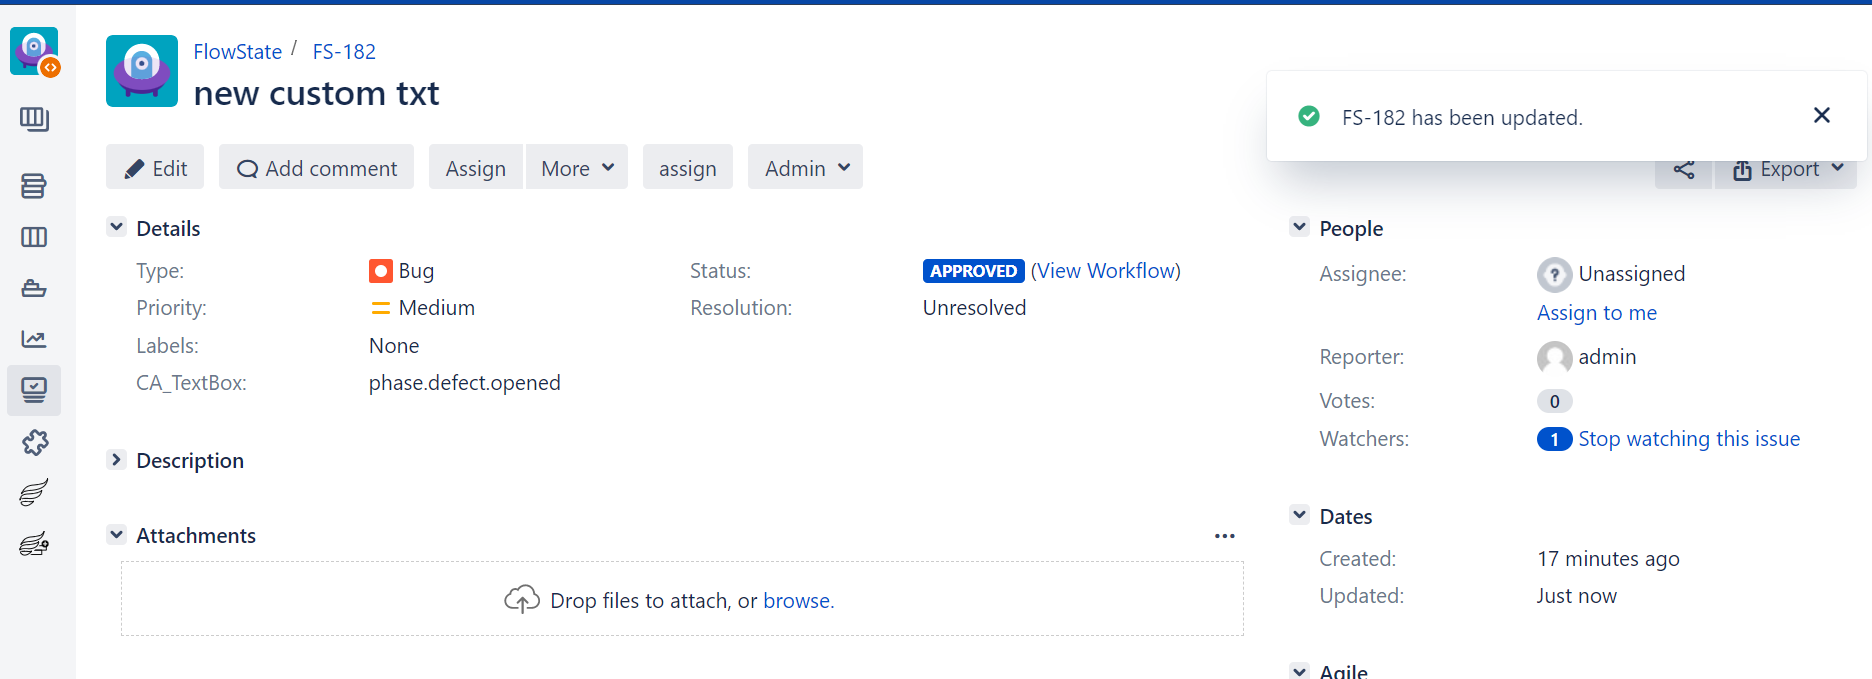 FlowState / FS-182
new custom txt
FS-182 has been updated.
Edit Add comment Assign More assign Admin Export
Details
Type: Bug Status: APPROVED (View Workflow)
Priority: Medium Resolution: Unresolved
Labels: None
CA_TextBox: phase.defect.opened
Description
Attachments
Drop files to attach, or browse.
People
Assignee: ? Unassigned
Assign to me
Reporter: admin
Votes: 0
Watchers: 1 Stop watching this issue
Dates
Created: 17 minutes ago
Updated: Just now
Agile